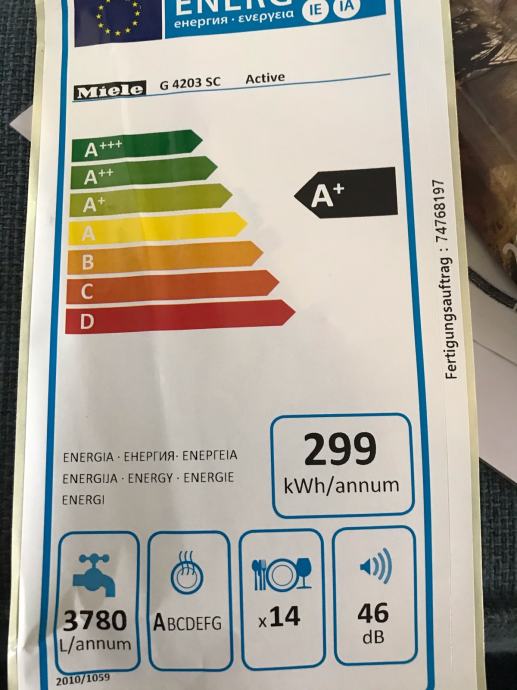 ENERG
енергия · ενεργεια
IE IA
Miele G 4203 SC Active
A+++
A++
A+
A
B
C
D
A+
Fertigungsauftrag : 74768197
ENERGIA · ЕНЕРГИЯ · ΕΝΕΡΓΕΙΑ
ENERGIJA · ENERGY · ENERGIE
ENERGI
299
kWh/annum
3780
L/annum
ABCDEFG
x 14
46
dB
2010/1059